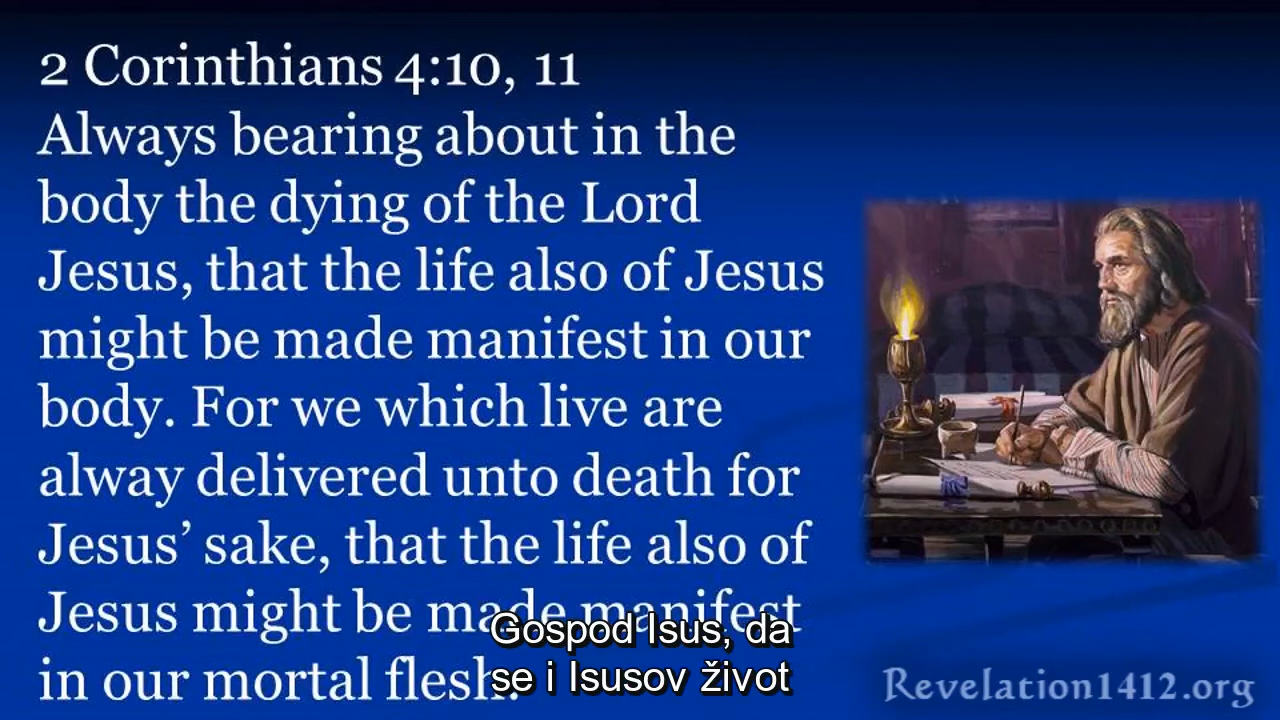 2 Corinthians 4:10, 11
Always bearing about in the
body the dying of the Lord
Jesus, that the life also of Jesus
might be made manifest in our
body. For we which live are
alway delivered unto death for
Jesus’ sake, that the life also of
Jesus might be made manifest
in our mortal flesh.
Gospod Isus, da
se i Isusov život
Revelation1412.org